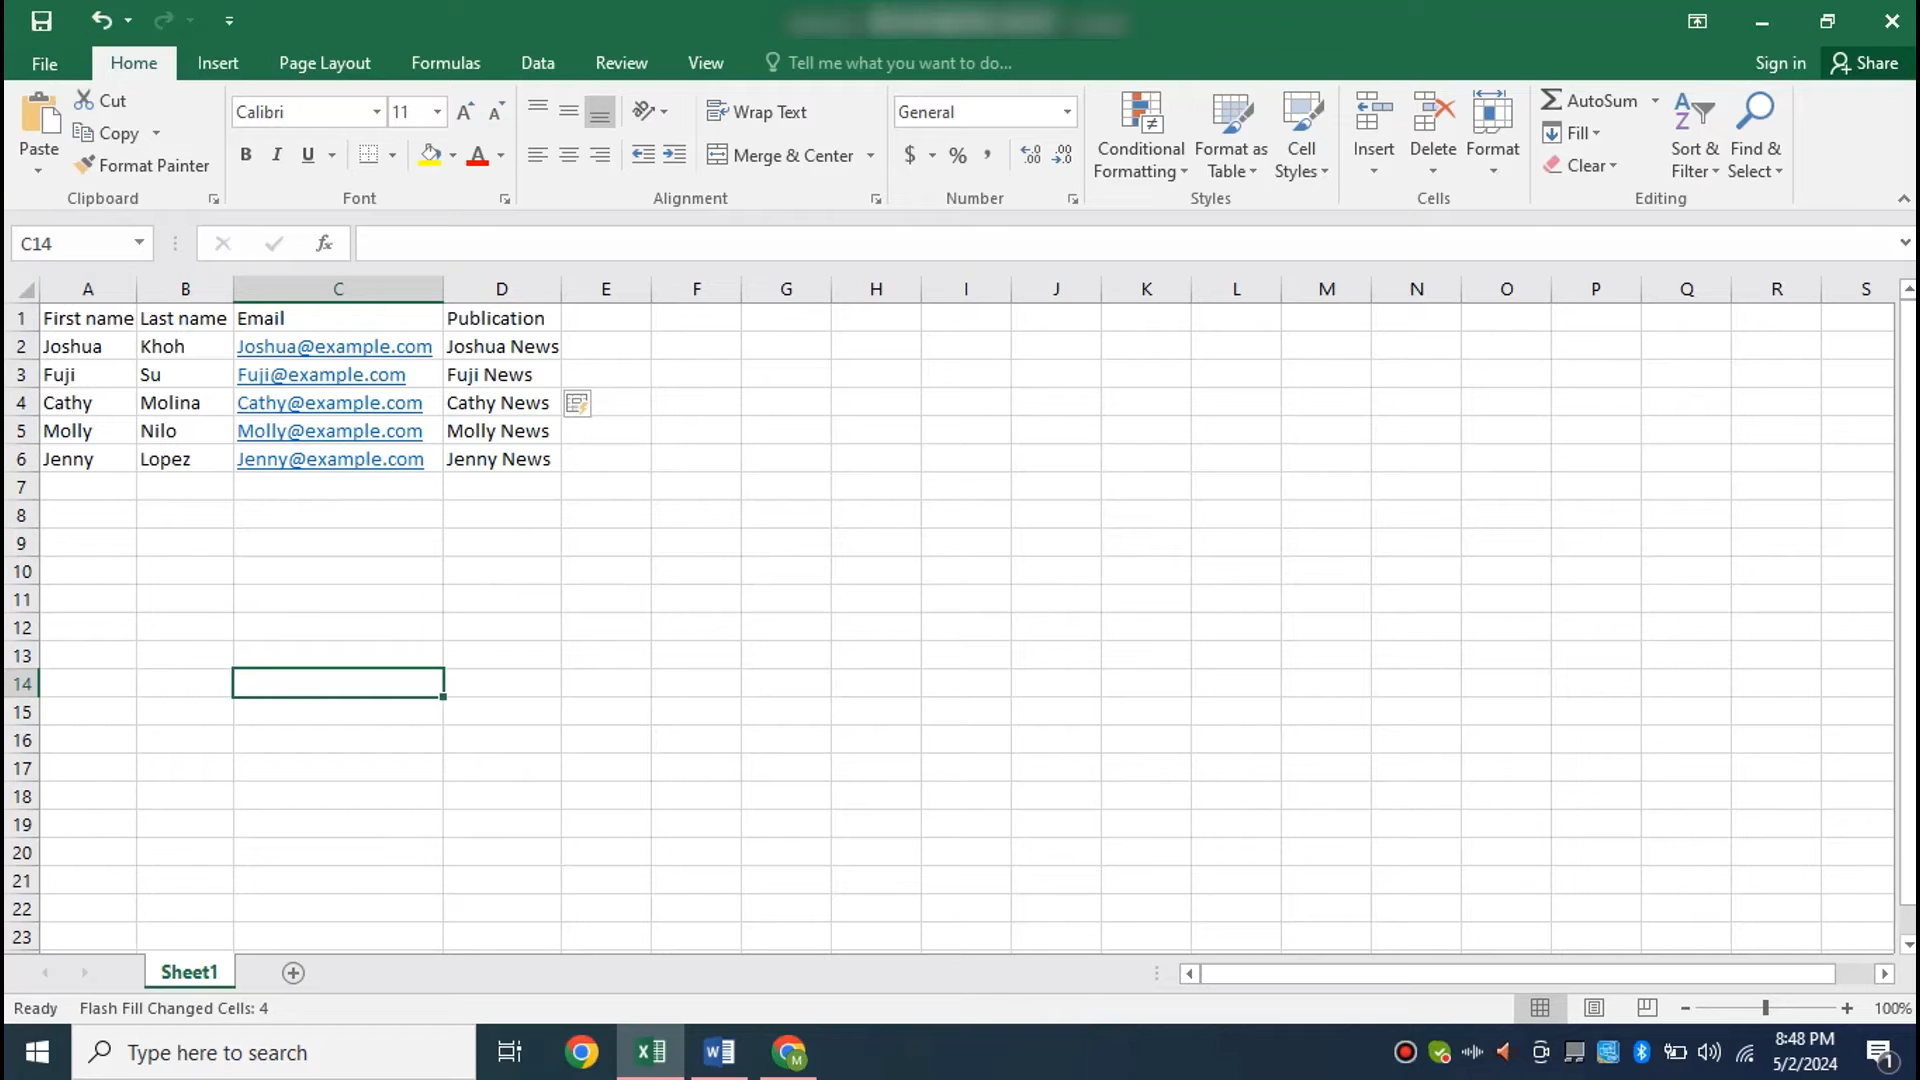 File Home Insert Page Layout Formulas Data Review View Tell me what you want to do... Sign in Share
Paste Cut Copy Format Painter Clipboard
Calibri 11 A A B I U A Font
Wrap Text Merge & Center Alignment
General $ % , .0 .00 .00 .0 Number
Conditional Formatting Format as Table Cell Styles Styles
Insert Delete Format Cells
AutoSum Fill Clear Sort & Filter Find & Select Editing
C14 fx
A B C D E F G H I J K L M N O P Q R S
1 First name Last name Email Publication
2 Joshua Khoh Joshua@example.com Joshua News
3 Fuji Su Fuji@example.com Fuji News
4 Cathy Molina Cathy@example.com Cathy News
5 Molly Nilo Molly@example.com Molly News
6 Jenny Lopez Jenny@example.com Jenny News
7
8
9
10
11
12
13
14
15
16
17
18
19
20
21
22
23
Sheet1
Ready Flash Fill Changed Cells: 4 100%
Type here to search 8:48 PM
5/2/2024 1